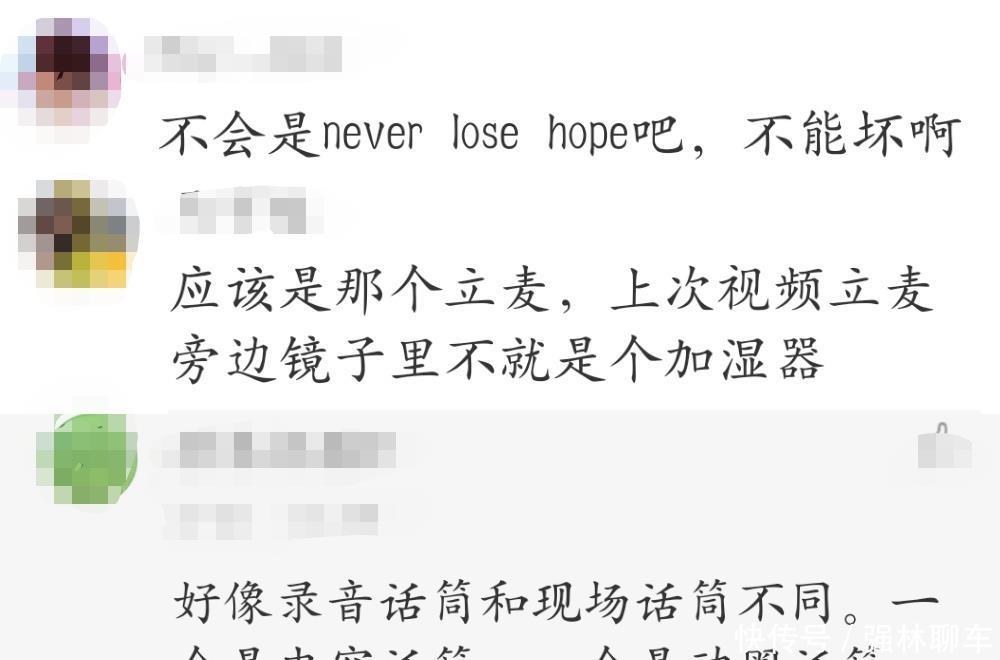 不会是never lose hope吧，不能坏啊
应该是那个立麦，上次视频立麦
旁边镜子里不就是个加湿器
好像录音话筒和现场话筒不同。一
快传号／强林聊车